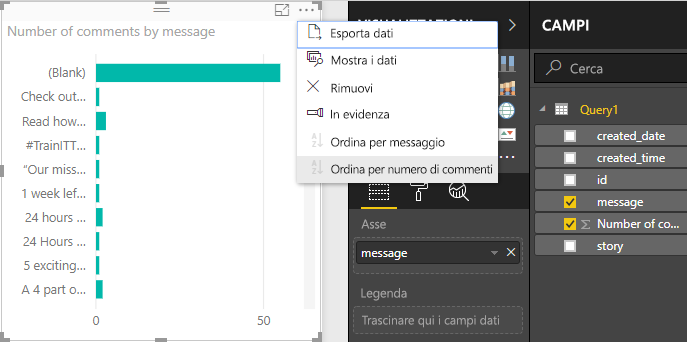 Number of comments by message
(Blank)
Check out...
Read how...
#TrainITT...
"Our miss...
1 week lef...
24 hours ...
24 Hours ...
5 exciting...
A 4 part o...
0
50
Esporta dati
Mostra i dati
Rimuovi
In evidenza
Ordina per messaggio
Ordina per numero di commenti
Asse
message
Legenda
Trascinare qui i campi dati
CAMPI
Cerca
Query1
created_date
created_time
id
message
Number of co...
story